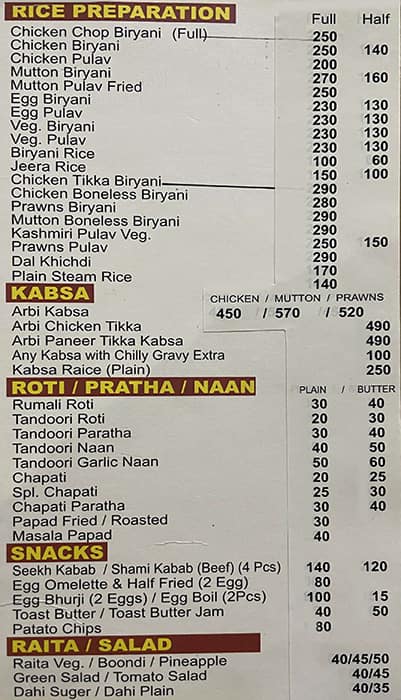 RICE PREPARATION Full Half
Chicken Chop Biryani (Full) 250
Chicken Biryani 250 140
Chicken Pulav 200
Mutton Biryani 270 160
Mutton Pulav Fried 250
Egg Biryani 230 130
Egg Pulav 230 130
Veg. Biryani 230 130
Veg. Pulav 230 130
Biryani Rice 100 60
Jeera Rice 150 100
Chicken Tikka Biryani 290
Chicken Boneless Biryani 280
Prawns Biryani 290
Mutton Boneless Biryani 290
Kashmiri Pulav Veg. 250 150
Prawns Pulav 290
Dal Khichdi 170
Plain Steam Rice 140
KABSA CHICKEN / MUTTON / PRAWNS
Arbi Kabsa 450 / 570 / 520
Arbi Chicken Tikka 490
Arbi Paneer Tikka Kabsa 490
Any Kabsa with Chilly Gravy Extra 100
Kabsa Raice (Plain) 250
ROTI / PRATHA / NAAN PLAIN / BUTTER
Rumali Roti 30 40
Tandoori Roti 20 30
Tandoori Paratha 30 40
Tandoori Naan 40 50
Tandoori Garlic Naan 50 60
Chapati 20 25
Spl. Chapati 25 30
Chapati Paratha 30 40
Papad Fried / Roasted 30
Masala Papad 40
SNACKS
Seekh Kabab / Shami Kabab (Beef) (4 Pcs) 140 120
Egg Omelette & Half Fried (2 Egg) 80
Egg Bhurji (2 Eggs) / Egg Boil (2Pcs) 100 15
Toast Butter / Toast Butter Jam 40 50
Patato Chips 80
RAITA / SALAD
Raita Veg. / Boondi / Pineapple 40/45/50
Green Salad / Tomato Salad 40/45
Dahi Suger / Dahi Plain 40/35